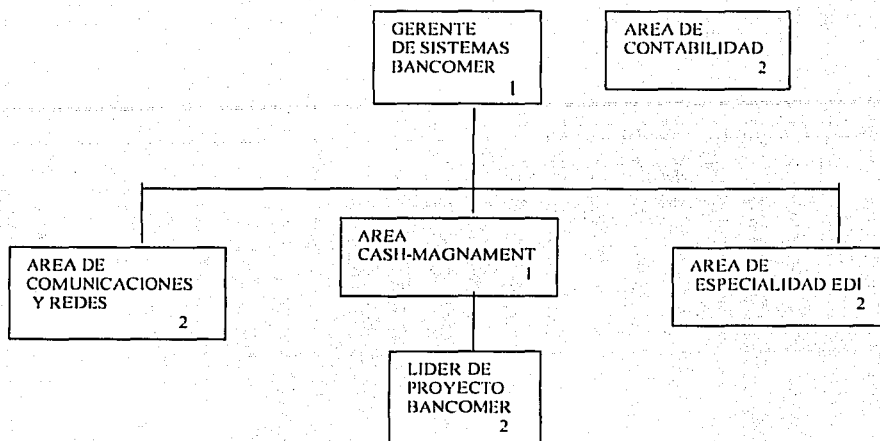 GERENTE
DE SISTEMAS
BANCOMER
1
AREA DE
CONTABILIDAD
2
AREA DE
COMUNICACIONES
Y REDES
2
AREA
CASH-MAGNAMENT
1
AREA DE
ESPECIALIDAD EDI
2
LIDER DE
PROYECTO
BANCOMER
2